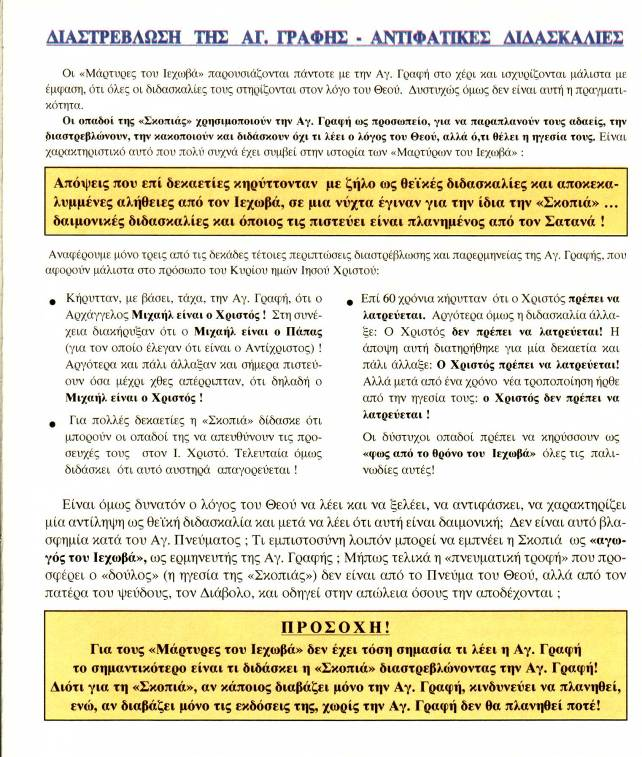 ΔΙΑΣΤΡΕΒΛΩΣΗ ΤΗΣ ΑΓ. ΓΡΑΦΗΣ - ΑΝΤΙΦΑΤΙΚΕΣ ΔΙΔΑΣΚΑΛΙΕΣ
Οι «Μάρτυρες του Ιεχωβά» παρουσιάζονται πάντοτε με την Αγ. Γραφή στο χέρι και ισχυρίζονται μάλιστα με
έμφαση, ότι όλες οι διδασκαλίες τους στηρίζονται στον λόγο του Θεού. Δυστυχώς όμως δεν είναι αυτή η πραγματι-
κότητα.
Οι οπαδοί της «Σκοπιάς» χρησιμοποιούν την Αγ. Γραφή ως προσωπείο, για να παραπλανούν τους αδαείς, την
διαστρεβλώνουν, την κακοποιούν και διδάσκουν όχι τι λέει ο λόγος του Θεού, αλλά ό,τι θέλει η ηγεσία τους. Είναι
χαρακτηριστικό αυτό που πολύ συχνά έχει συμβεί στην ιστορία των «Μαρτύρων του Ιεχωβά» :
Απόψεις που επί δεκαετίες κηρύττονταν με ζήλο ως θεϊκές διδασκαλίες και αποκεκα-
λυμμένες αλήθειες από τον Ιεχωβά, σε μια νύχτα έγιναν για την ίδια την «Σκοπιά» ...
δαιμονικές διδασκαλίες και όποιος τις πιστεύει είναι πλανημένος από τον Σατανά !
Αναφέρουμε μόνο τρεις από τις δεκάδες τέτοιες περιπτώσεις διαστρέβλωσης και παρερμηνείας της Αγ. Γραφής, που
αφορούν μάλιστα στο πρόσωπο του Κυρίου ημών Ιησού Χριστού:
• Κήρυτταν, με βάσει, τάχα, την Αγ. Γραφή, ότι ο
Αρχάγγελος Μιχαήλ είναι ο Χριστός ! Στη συνέ-
χεια διακήρυξαν ότι ο Μιχαήλ είναι ο Πάπας
(για τον οποίο έλεγαν ότι είναι ο Αντίχριστος) !
Αργότερα και πάλι άλλαξαν και σήμερα πιστεύ-
ουν όσα μέχρι χθες απέρριπταν, ότι δηλαδή ο
Μιχαήλ είναι ο Χριστός !
• Για πολλές δεκαετίες η «Σκοπιά» δίδασκε ότι
μπορούν οι οπαδοί της να απευθύνουν τις προ-
σευχές τους στον Ι. Χριστό. Τελευταία όμως
διδάσκει ότι αυτό αυστηρά απαγορεύεται !
• Επί 60 χρόνια κήρυτταν ότι ο Χριστός πρέπει να
λατρεύεται. Αργότερα όμως η διδασκαλία άλλα-
ξε: Ο Χριστός δεν πρέπει να λατρεύεται! Η
άποψη αυτή διατηρήθηκε για μία δεκαετία και
πάλι άλλαξε: Ο Χριστός πρέπει να λατρεύεται!
Αλλά μετά από ένα χρόνο νέα τροποποίηση ήρθε
από την ηγεσία τους: ο Χριστός δεν πρέπει να
λατρεύεται !
Οι δύστυχοι οπαδοί πρέπει να κηρύσσουν ως
«φως από το θρόνο του Ιεχωβά» όλες τις παλι-
νωδίες αυτές!
Είναι όμως δυνατόν ο λόγος του Θεού να λέει και να ξελέει, να αντιφάσκει, να χαρακτηρίζει
μία αντίληψη ως θεϊκή διδασκαλία και μετά να λέει ότι αυτή είναι δαιμονική; Δεν είναι αυτό βλα-
σφημία κατά του Αγ. Πνεύματος ; Τι εμπιστοσύνη λοιπόν μπορεί να εμπνέει η Σκοπιά ως «αγω-
γός του Ιεχωβά», ως ερμηνευτής της Αγ. Γραφής ; Μήπως τελικά η «πνευματική τροφή» που προ-
σφέρει ο «δούλος» (η ηγεσία της «Σκοπιάς») δεν είναι από το Πνεύμα του Θεού, αλλά από τον
πατέρα του ψεύδους, τον Διάβολο, και οδηγεί στην απώλεια όσους την αποδέχονται ;
ΠΡΟΣΟΧΗ!
Για τους «Μάρτυρες του Ιεχωβά» δεν έχει τόση σημασία τι λέει η Αγ. Γραφή
το σημαντικότερο είναι τι διδάσκει η «Σκοπιά» διαστρεβλώνοντας την Αγ. Γραφή!
Διότι για τη «Σκοπιά», αν κάποιος διαβάζει μόνο την Αγ. Γραφή, κινδυνεύει να πλανηθεί,
ενώ, αν διαβάζει μόνο τις εκδόσεις της, χωρίς την Αγ. Γραφή δεν θα πλανηθεί ποτέ!